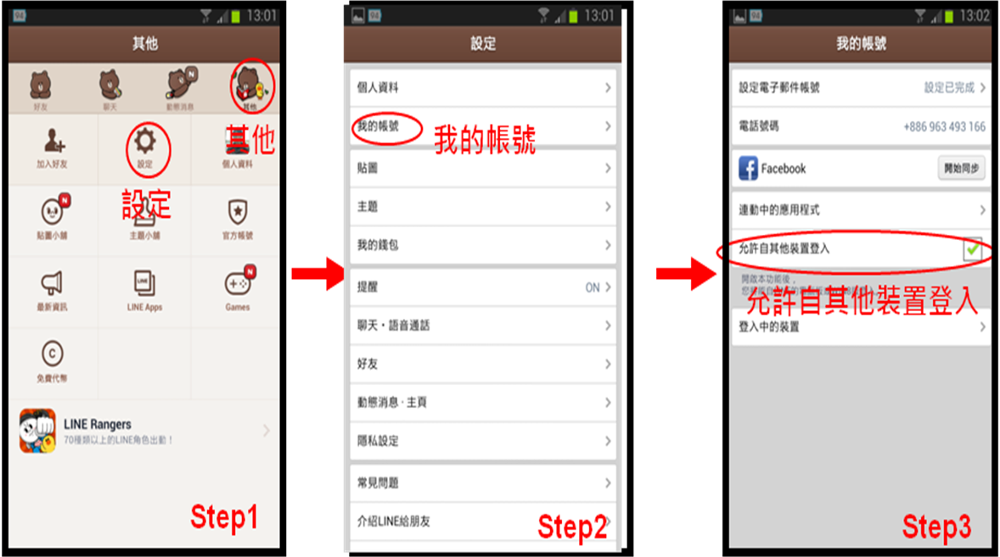 94
13:01
其他
好友
聊天
動態消息
N
其他
其他
加入好友
設定
個人資料
設定
N
貼圖小舖
主題小舖
官方帳號
LINE
N
最新資訊
LINE Apps
Games
C
免費代幣
LINE Rangers
70種類以上的LINE角色出動！
Step1
94
13:01
設定
個人資料
我的帳號
我的帳號
貼圖
主題
我的錢包
提醒
ON
聊天・語音通話
好友
動態消息·主頁
隱私設定
常見問題
介紹LINE給朋友
Step2
94
13:02
我的帳號
設定電子郵件帳號
設定已完成
電話號碼
+886 963 493 166
f
Facebook
開始同步
連動中的應用程式
允許自其他裝置登入
開啟本功能後，
允許自其他裝置登入
登入中的裝置
Step3